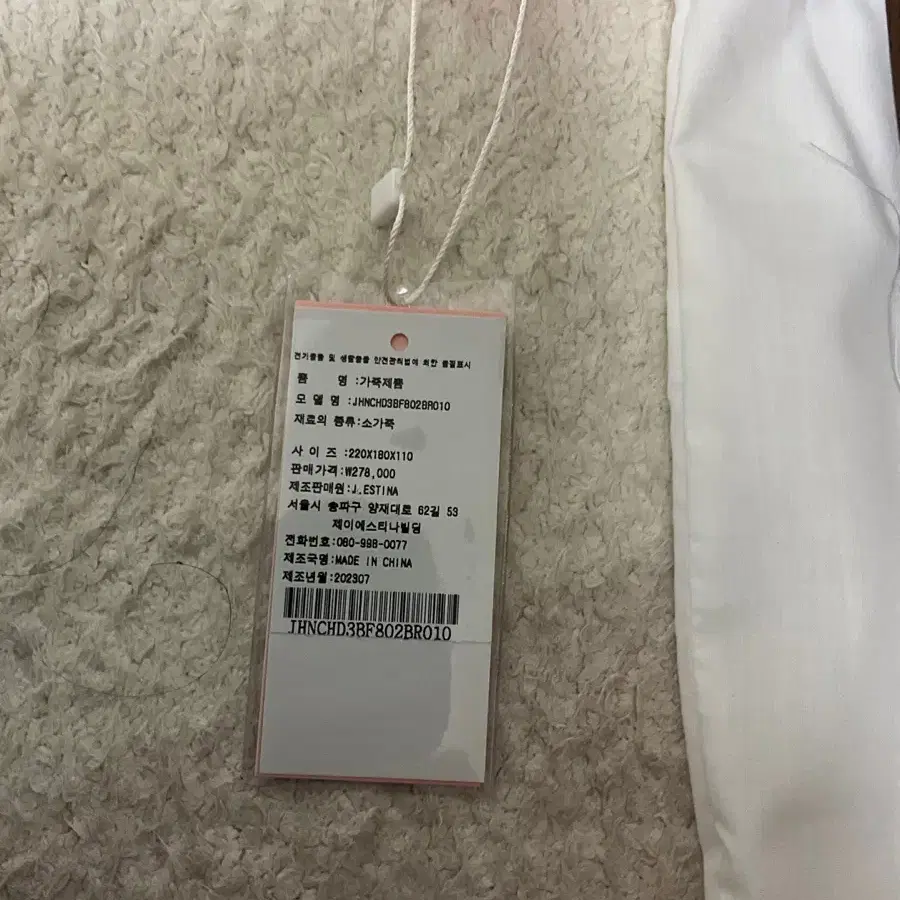 전기용품 및 생활용품 안전관리법에 의한 품질표시
품 명 :가죽제품
모 델 명 :JHNCHD3BF802BR010
재료의 종류:소가죽
사 이 즈 :220X180X110
판매가격:₩278,000
제조판매원:J.ESTINA
서울시 송파구 양재대로 62길 53
제이에스티나빌딩
전화번호:080-998-0077
제조국명:MADE IN CHINA
제조년월:202307
JHNCHD3BF802BR010